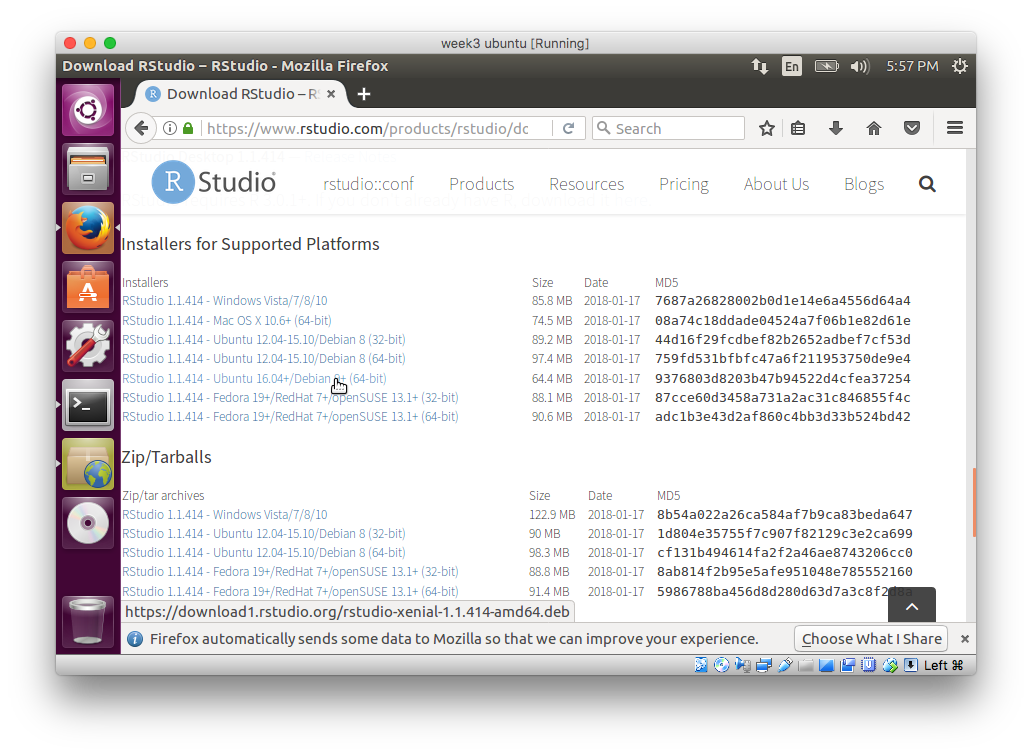 week3 ubuntu [Running]
Download RStudio – RStudio - Mozilla Firefox En 5:57 PM
R Download RStudio – RS
https://www.rstudio.com/products/rstudio/do Search
R Studio rstudio::conf Products Resources Pricing About Us Blogs
Installers for Supported Platforms
Installers Size Date MD5
RStudio 1.1.414 - Windows Vista/7/8/10 85.8 MB 2018-01-17 7687a26828002b0d1e14e6a4556d64a4
RStudio 1.1.414 - Mac OS X 10.6+ (64-bit) 74.5 MB 2018-01-17 08a74c18ddade04524a7f06b1e82d61e
RStudio 1.1.414 - Ubuntu 12.04-15.10/Debian 8 (32-bit) 89.2 MB 2018-01-17 44d16f29fcdbef82b2652adbef7cf53d
RStudio 1.1.414 - Ubuntu 12.04-15.10/Debian 8 (64-bit) 97.4 MB 2018-01-17 759fd531bfbfc47a6f211953750de9e4
RStudio 1.1.414 - Ubuntu 16.04+/Debian 9+ (64-bit) 64.4 MB 2018-01-17 9376803d8203b47b94522d4cfea37254
RStudio 1.1.414 - Fedora 19+/RedHat 7+/openSUSE 13.1+ (32-bit) 88.1 MB 2018-01-17 87cce60d3458a731a2ac31c846855f4c
RStudio 1.1.414 - Fedora 19+/RedHat 7+/openSUSE 13.1+ (64-bit) 90.6 MB 2018-01-17 adc1b3e43d2af860c4bb3d33b524bd42
Zip/Tarballs
Zip/tar archives Size Date MD5
RStudio 1.1.414 - Windows Vista/7/8/10 122.9 MB 2018-01-17 8b54a022a26ca584af7b9ca83beda647
RStudio 1.1.414 - Ubuntu 12.04-15.10/Debian 8 (32-bit) 90 MB 2018-01-17 1d804e35755f7c907f82129c3e2ca699
RStudio 1.1.414 - Ubuntu 12.04-15.10/Debian 8 (64-bit) 98.3 MB 2018-01-17 cf131b494614fa2f2a46ae8743206cc0
RStudio 1.1.414 - Fedora 19+/RedHat 7+/openSUSE 13.1+ (32-bit) 88.8 MB 2018-01-17 8ab814f2b95e5afe951048e785552160
RStudio 1.1.414 - Fedora 19+/RedHat 7+/openSUSE 13.1+ (64-bit) 91.4 MB 2018-01-17 5986788ba456d8d280d63d7a3c8f2d8a
https://download1.rstudio.org/rstudio-xenial-1.1.414-amd64.deb
Firefox automatically sends some data to Mozilla so that we can improve your experience. Choose What I Share
Left ⌘